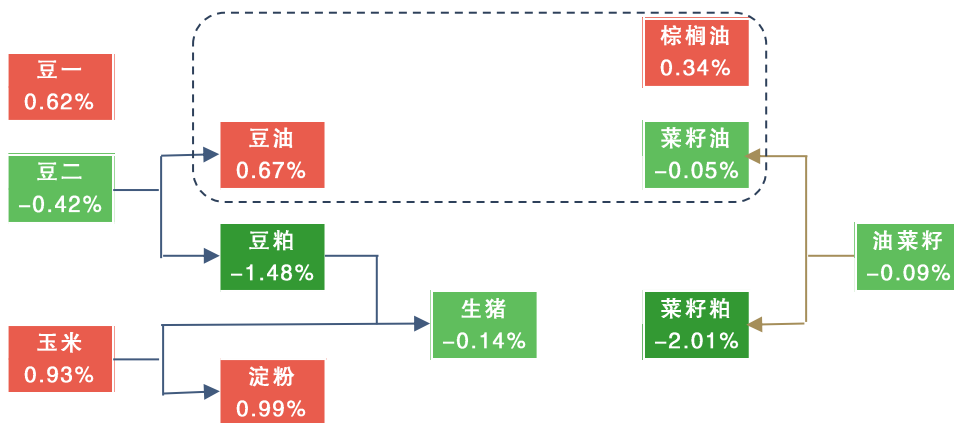 棕榈油
0.34%
豆一
0.62%
豆油
0.67%
菜籽油
-0.05%
豆二
-0.42%
豆粕
-1.48%
油菜籽
-0.09%
生猪
-0.14%
菜籽粕
-2.01%
玉米
0.93%
淀粉
0.99%